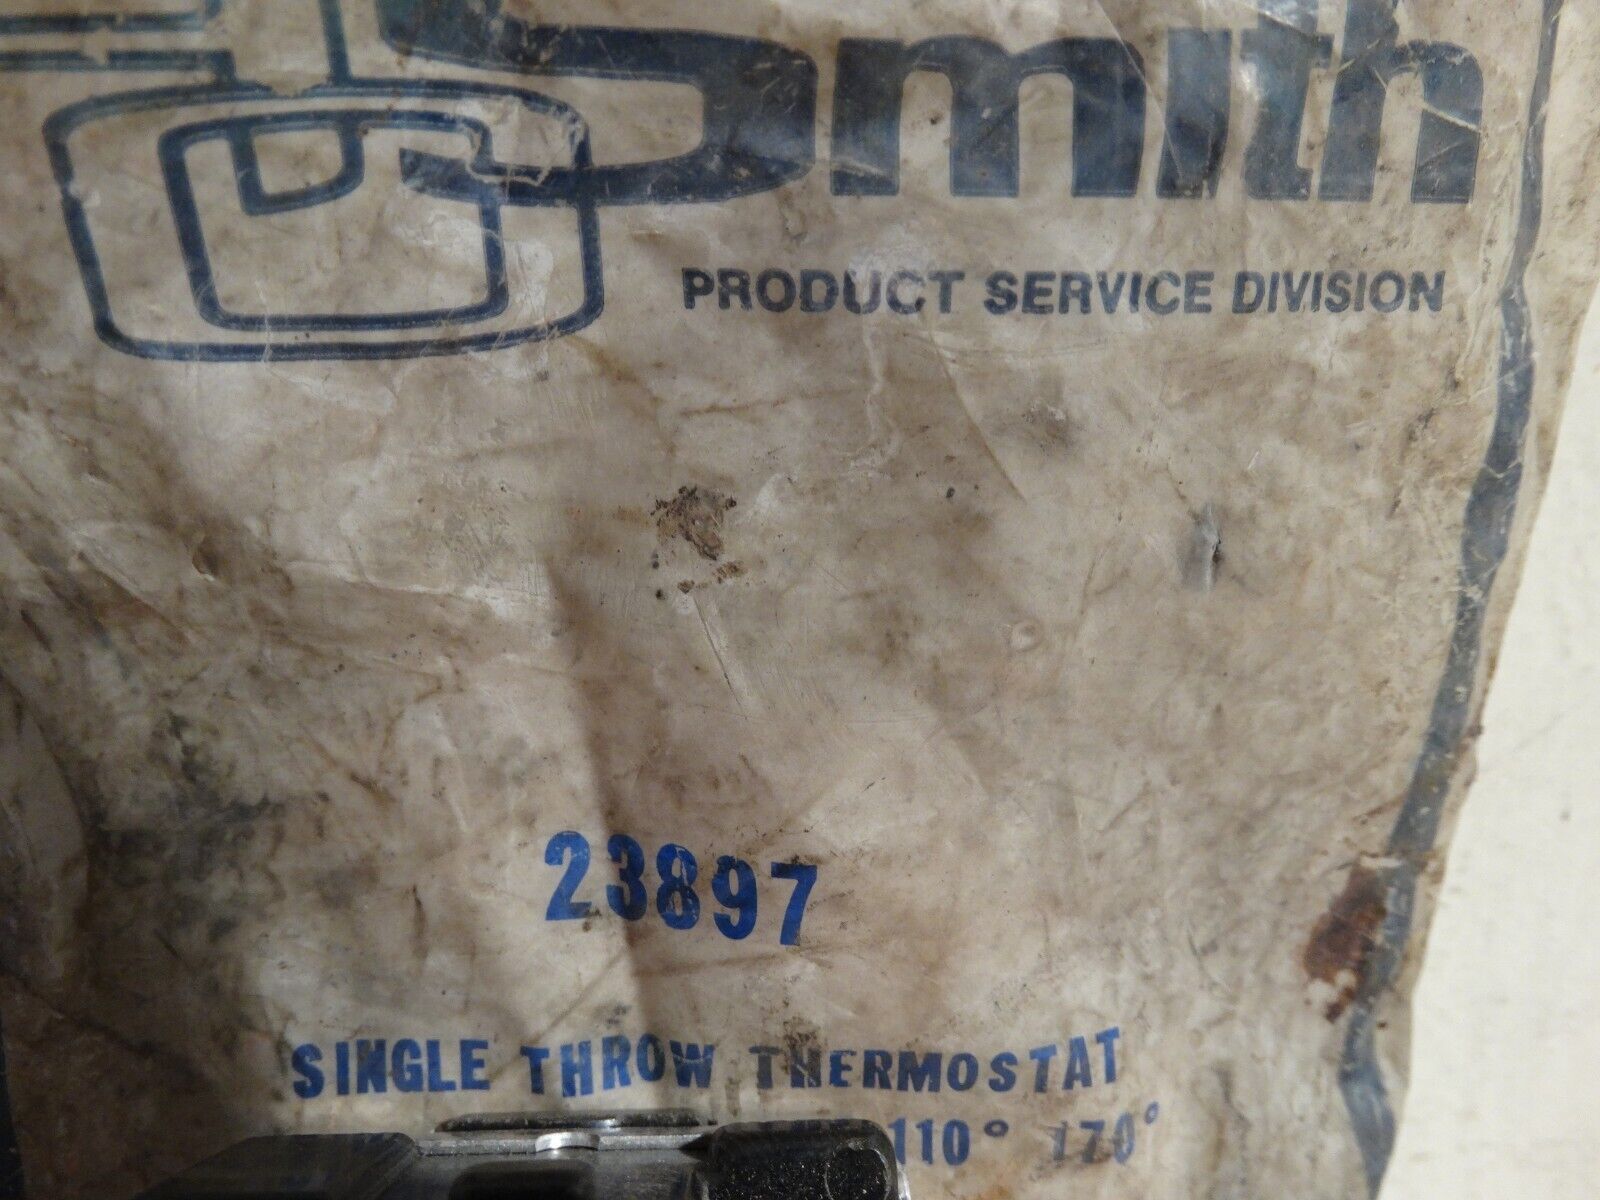 Smith
PRODUCT SERVICE DIVISION
23897
SINGLE THROW THERMOSTAT
110° 170°